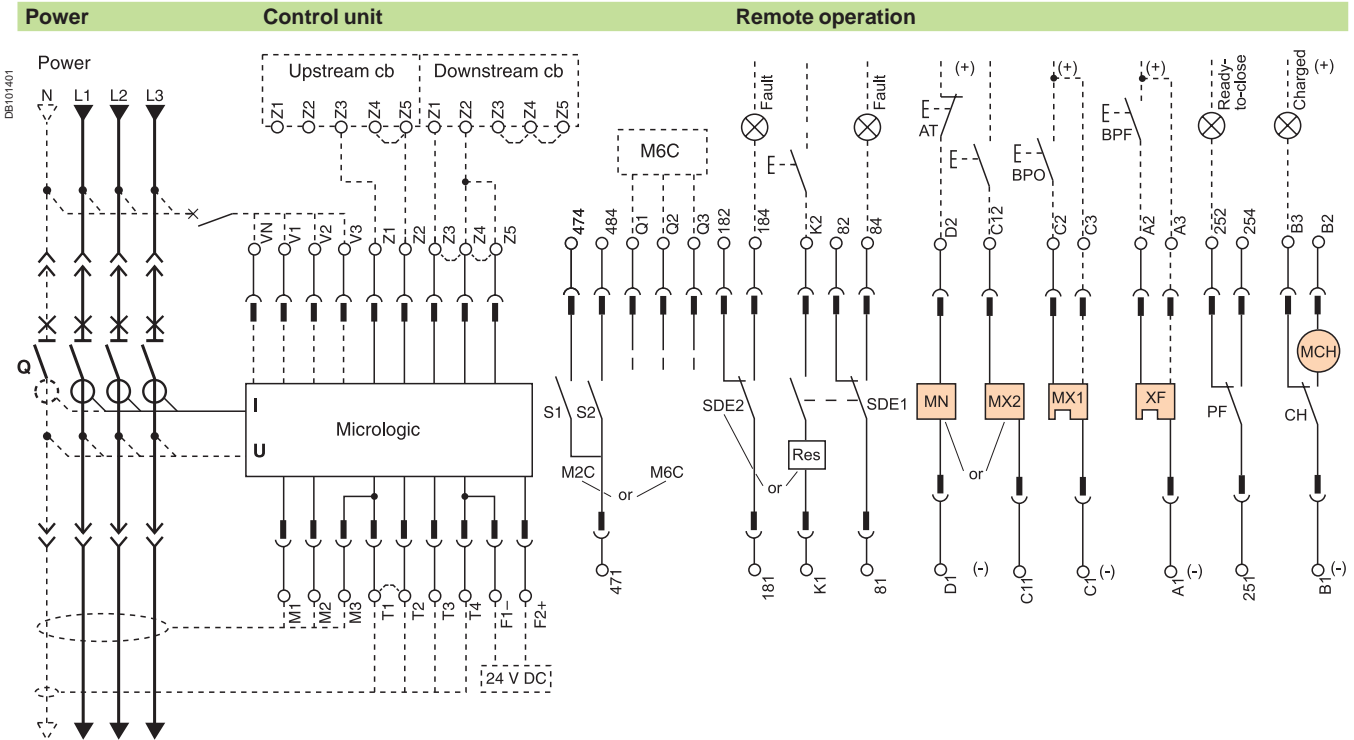 Power Control unit Remote operation
DB101401
Power
N L1 L2 L3
Upstream cb Downstream cb
Z1 Z2 Z3 Z4 Z5 Z1 Z2 Z3 Z4 Z5
M6C
Fault
Fault
AT
(+)
BPO
(+)
BPF
(+)
Ready-
to-close
Charged
(+)
VN V1 V2 V3 Z1 Z2 Z3 Z4 Z5
474 484 Q1 Q2 Q3 182 184 K2 82 84 D2 C12 C2 C3 A2 A3 252 254 B3 B2
Q
I
U
Micrologic
S1 S2
M2C or M6C
SDE2
or
Res
SDE1
MN
or
MX2
MX1
XF
PF
CH
MCH
471 181 K1 81 D1 (-) C11 C1 (-) A1 (-) 251 B1 (-)
M1 M2 M3 T1 T2 T3 T4 F1– F2+
24 V DC